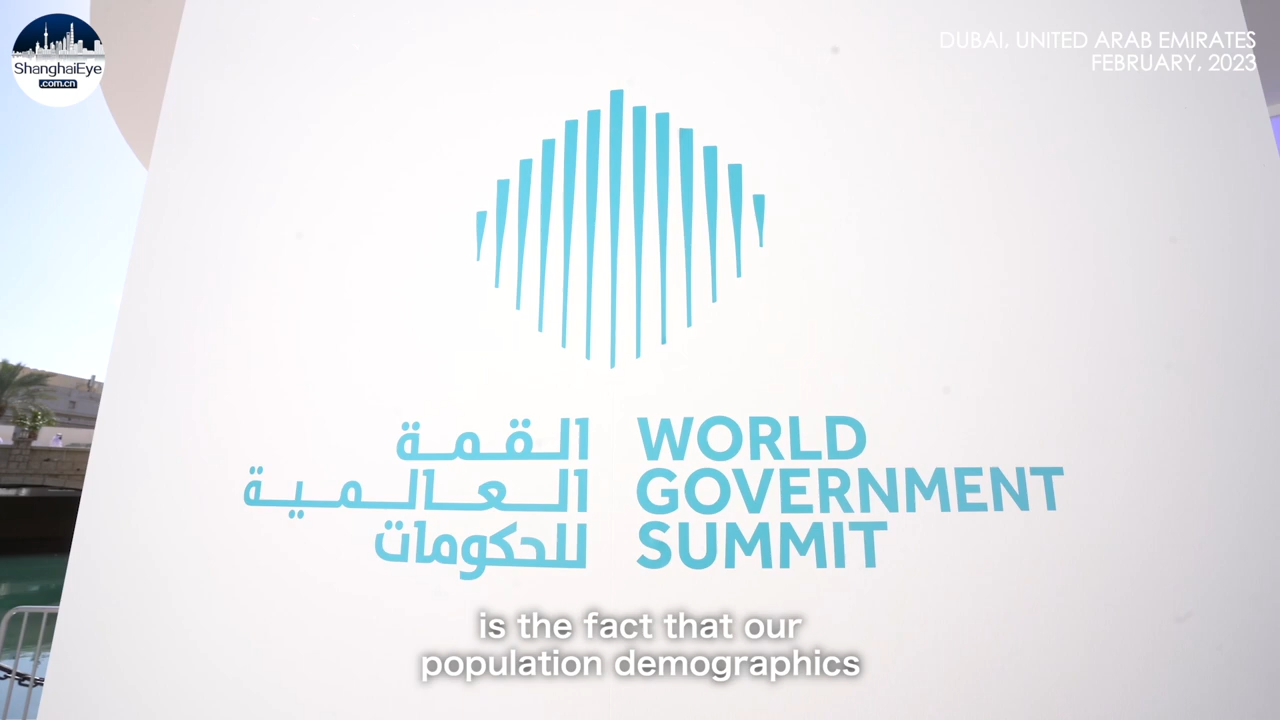 ShanghaiEye
.com.cn
DUBAI, UNITED ARAB EMIRATES
FEBRUARY, 2023
القمة
العالمية
للحكومات
WORLD
GOVERNMENT
SUMMIT
is the fact that our
population demographics